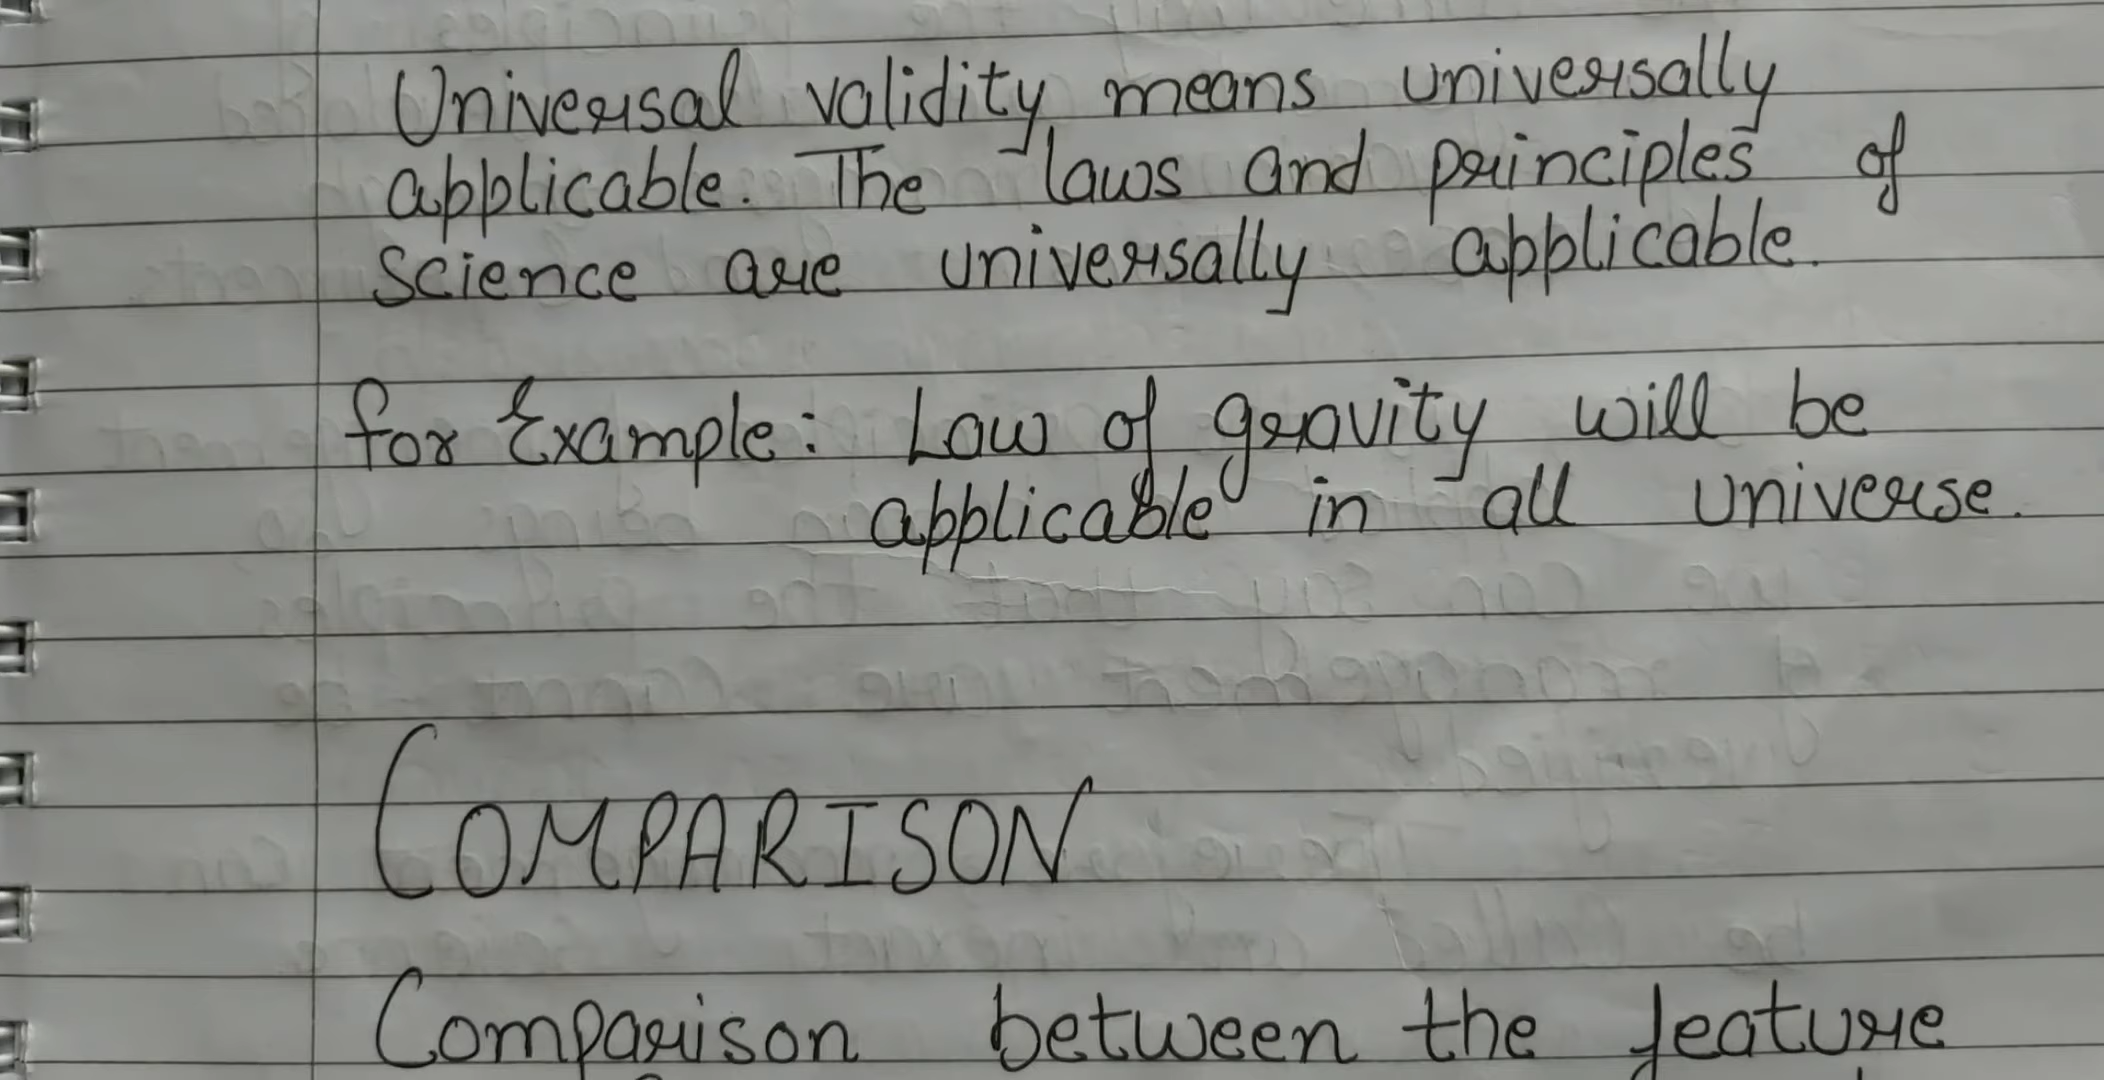 Universal validity means universally
applicable. The laws and principles of
science are universally applicable.
for Example: Law of gravity will be
applicable in all universe.
COMPARISON
Comparison between the feature